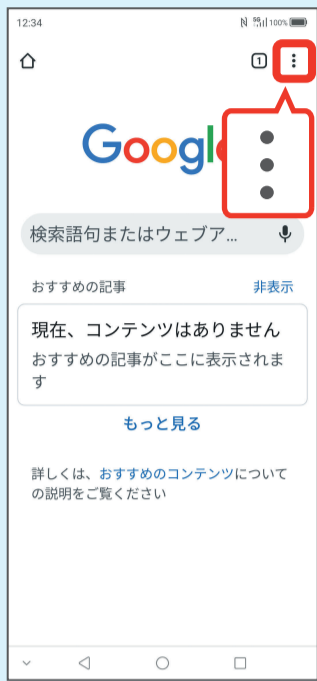 12:34
5G 100%
1
Google
検索語句またはウェブア...
おすすめの記事 非表示
現在、コンテンツはありません
おすすめの記事がここに表示されま
す
もっと見る
詳しくは、おすすめのコンテンツについて
の説明をご覧ください